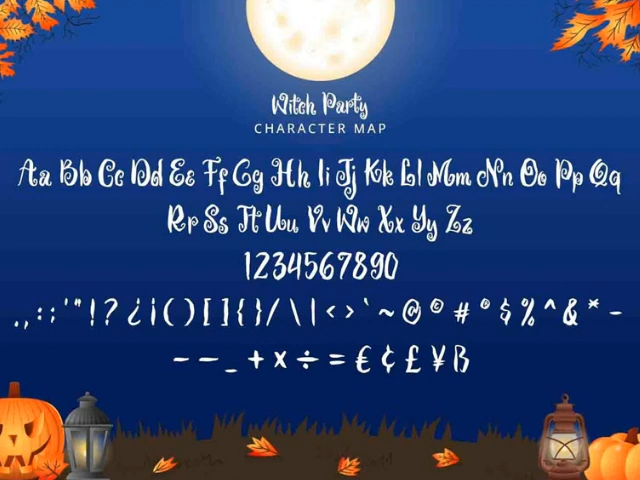 Witch Party
CHARACTER MAP
Aa Bb Cc Dd Ee Ff Gg Hh Ii Jj Kk Ll Mm Nn Oo Pp Qq
Rr Ss Tt Uu Vv Ww Xx Yy Zz
1234567890
. , : ; ' " ! ? ¿ ¡ ( ) [ ] { } / \ | < > ` ~ @ © # ° $ % ^ & * -
– — _ + × ÷ = € ¢ £ ¥ ß